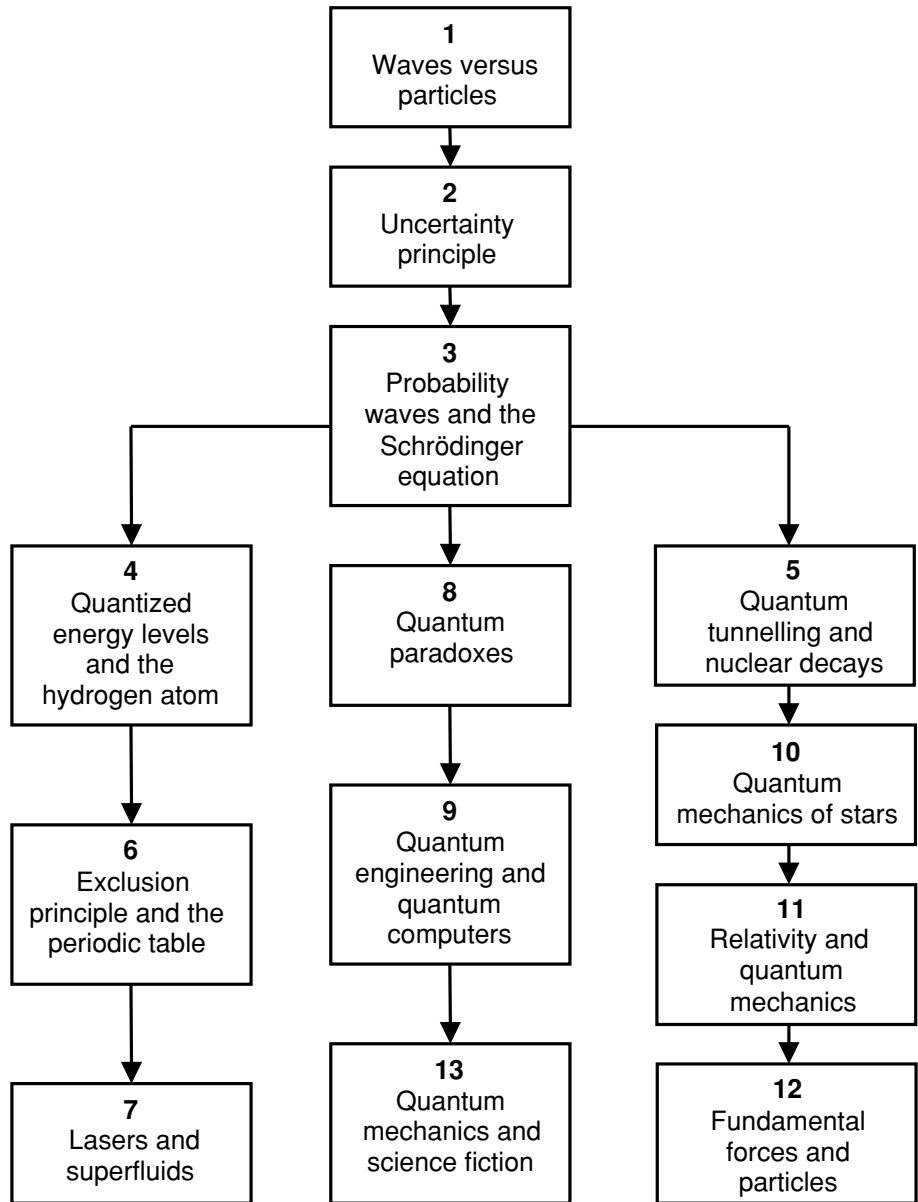 1
Waves versus
particles
2
Uncertainty
principle
3
Probability
waves and the
Schrödinger
equation
4
Quantized
energy levels
and the
hydrogen atom
8
Quantum
paradoxes
5
Quantum
tunnelling and
nuclear decays
10
Quantum
mechanics of stars
6
Exclusion
principle and the
periodic table
9
Quantum
engineering and
quantum
computers
11
Relativity and
quantum
mechanics
7
Lasers and
superfluids
13
Quantum
mechanics and
science fiction
12
Fundamental
forces and
particles